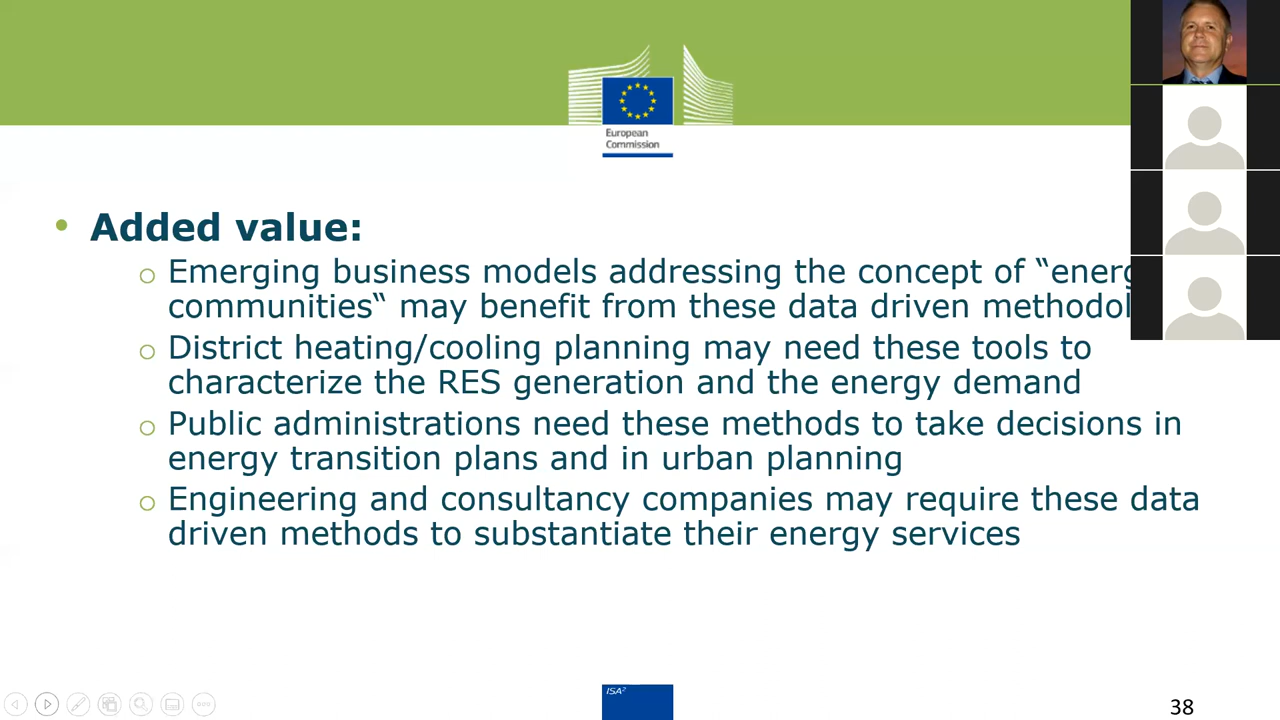 European
Commission
• Added value:
o Emerging business models addressing the concept of “energ
communities“ may benefit from these data driven methodol
o District heating/cooling planning may need these tools to
characterize the RES generation and the energy demand
o Public administrations need these methods to take decisions in
energy transition plans and in urban planning
o Engineering and consultancy companies may require these data
driven methods to substantiate their energy services
ISA²
38